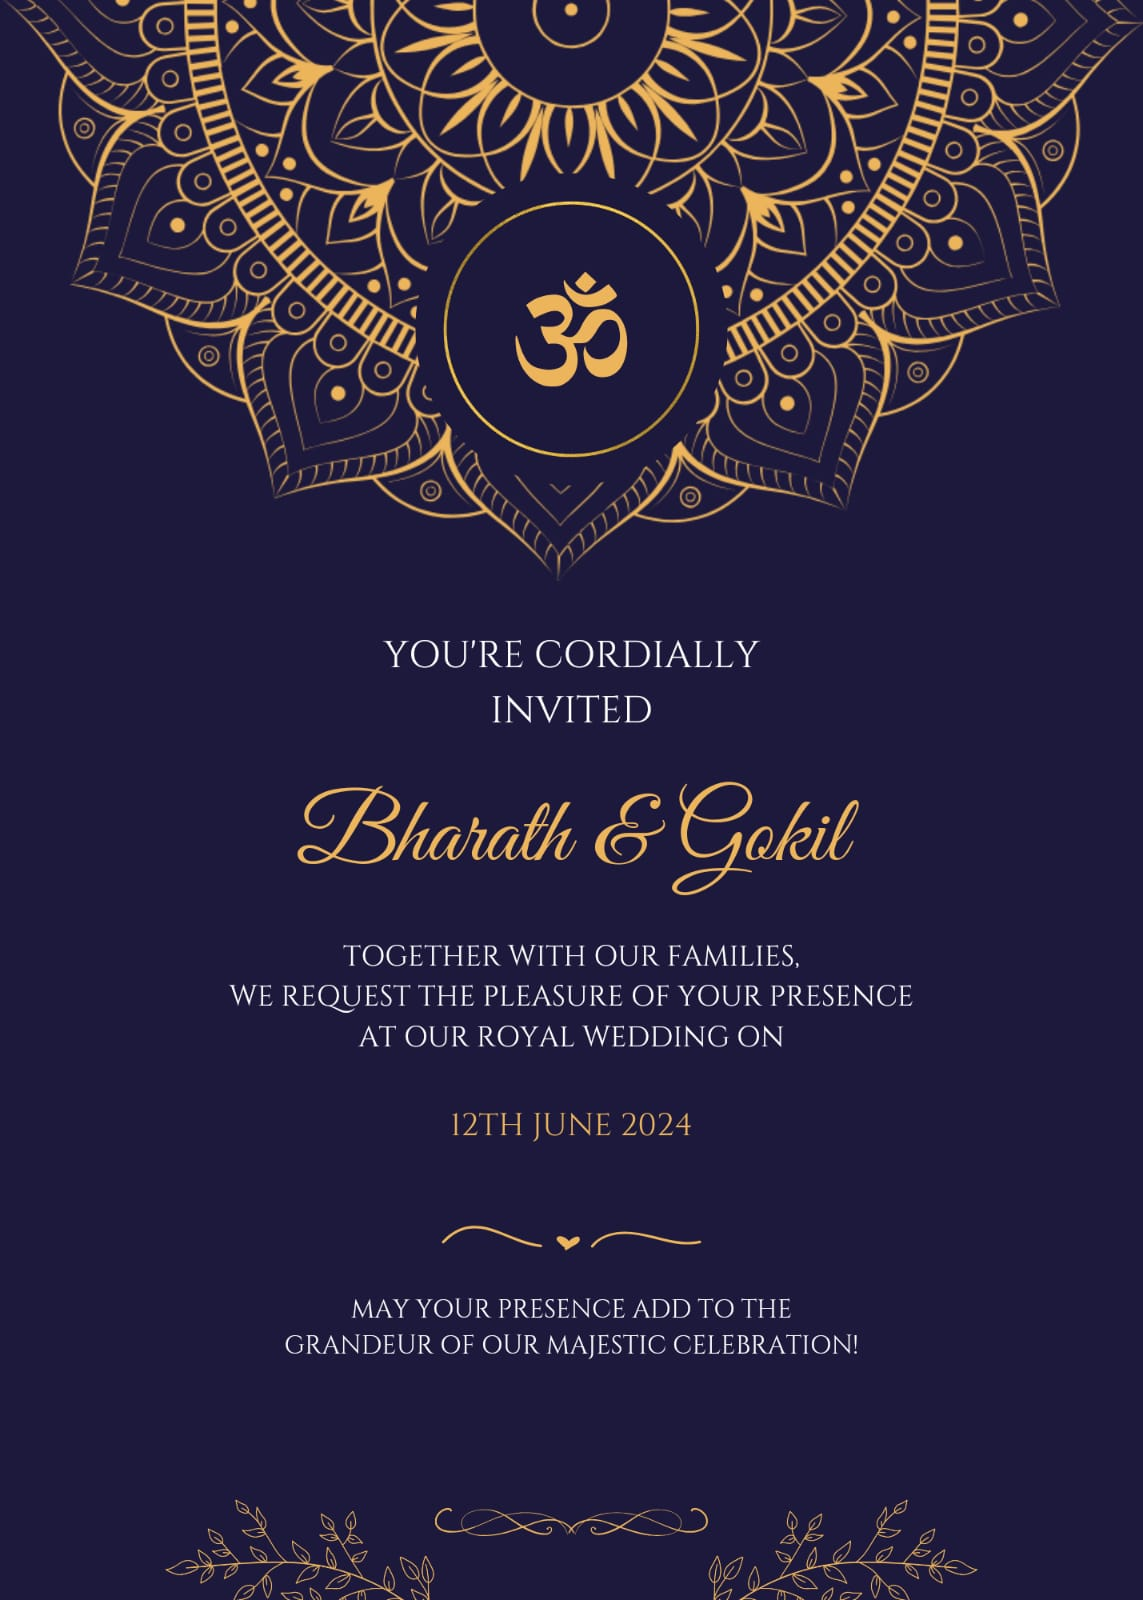 ॐ
YOU'RE CORDIALLY
INVITED
Bharath & Gokil
TOGETHER WITH OUR FAMILIES,
WE REQUEST THE PLEASURE OF YOUR PRESENCE
AT OUR ROYAL WEDDING ON
12TH JUNE 2024
MAY YOUR PRESENCE ADD TO THE
GRANDEUR OF OUR MAJESTIC CELEBRATION!